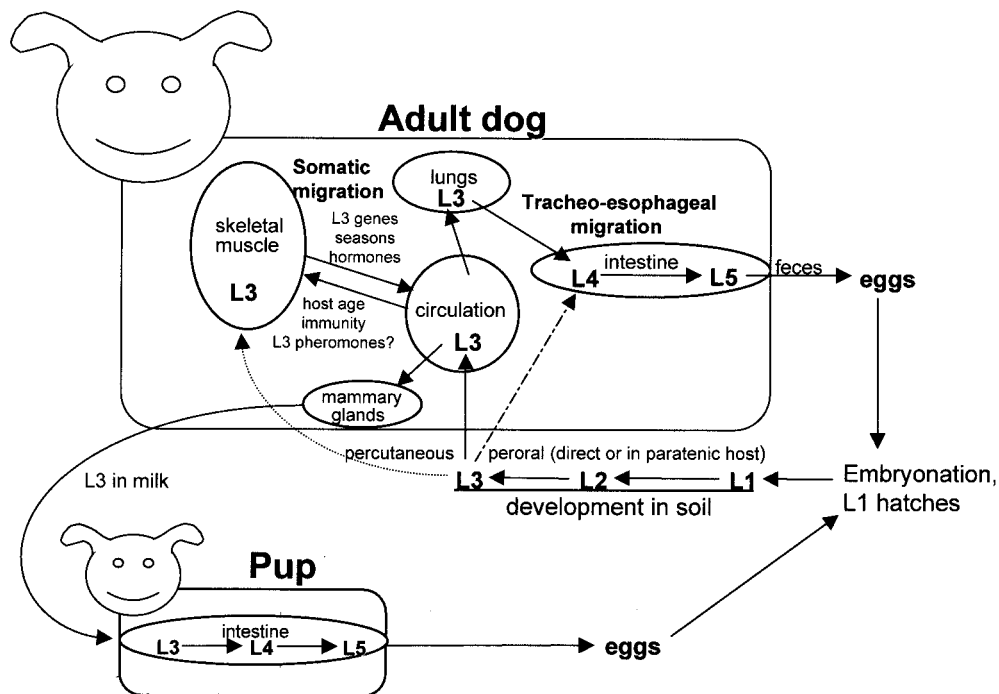 Adult dog
Somatic
migration
lungs
L3
Tracheo-esophageal
migration
skeletal
muscle
L3
L3 genes
seasons
hormones
host age
immunity
L3 pheromones?
circulation
L3
intestine
L4
L5
feces
eggs
mammary
glands
percutaneous
peroral (direct or in paratenic host)
L3
L2
L1
development in soil
Embryonation,
L1 hatches
L3 in milk
Pup
intestine
L3
L4
L5
eggs